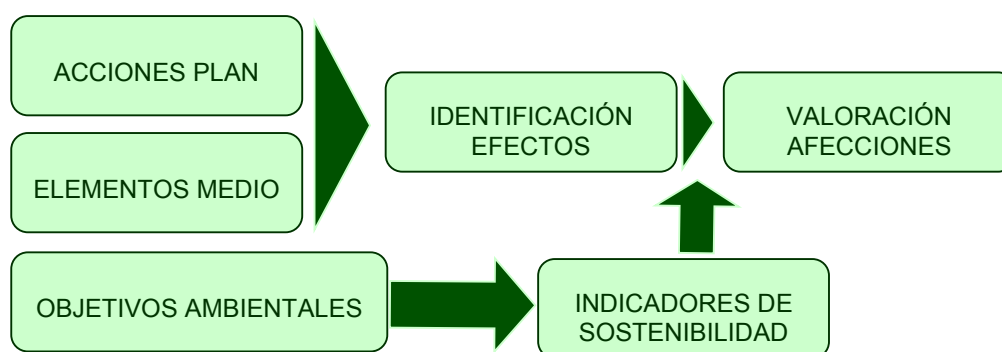 ACCIONES PLAN
ELEMENTOS MEDIO
IDENTIFICACIÓN
EFECTOS
VALORACIÓN
AFECCIONES
OBJETIVOS AMBIENTALES
INDICADORES DE
SOSTENIBILIDAD